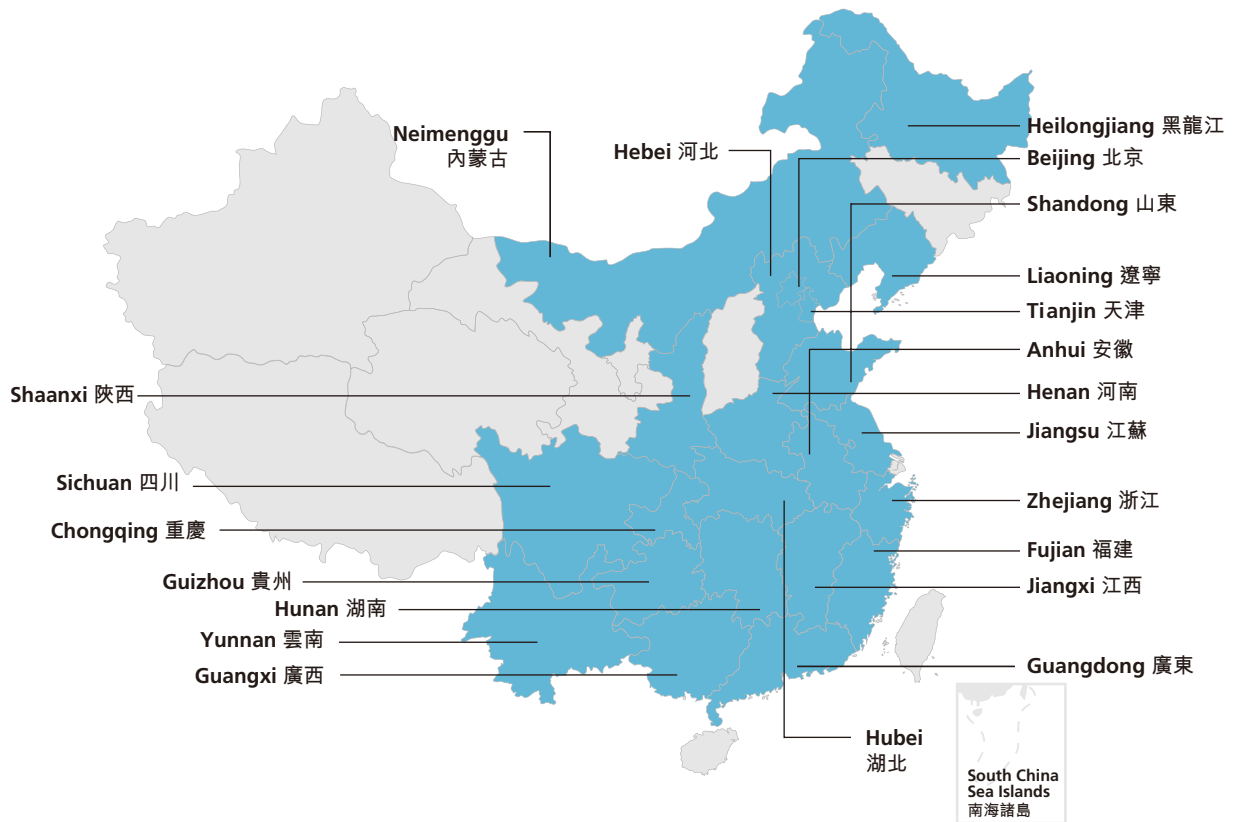 Neimenggu
內蒙古
Hebei 河北
Heilongjiang 黑龍江
Beijing 北京
Shandong 山東
Liaoning 遼寧
Tianjin 天津
Anhui 安徽
Shaanxi 陝西
Henan 河南
Jiangsu 江蘇
Sichuan 四川
Zhejiang 浙江
Chongqing 重慶
Fujian 福建
Guizhou 貴州
Jiangxi 江西
Hunan 湖南
Yunnan 雲南
Guangxi 廣西
Guangdong 廣東
Hubei
湖北
South China
Sea Islands
南海諸島